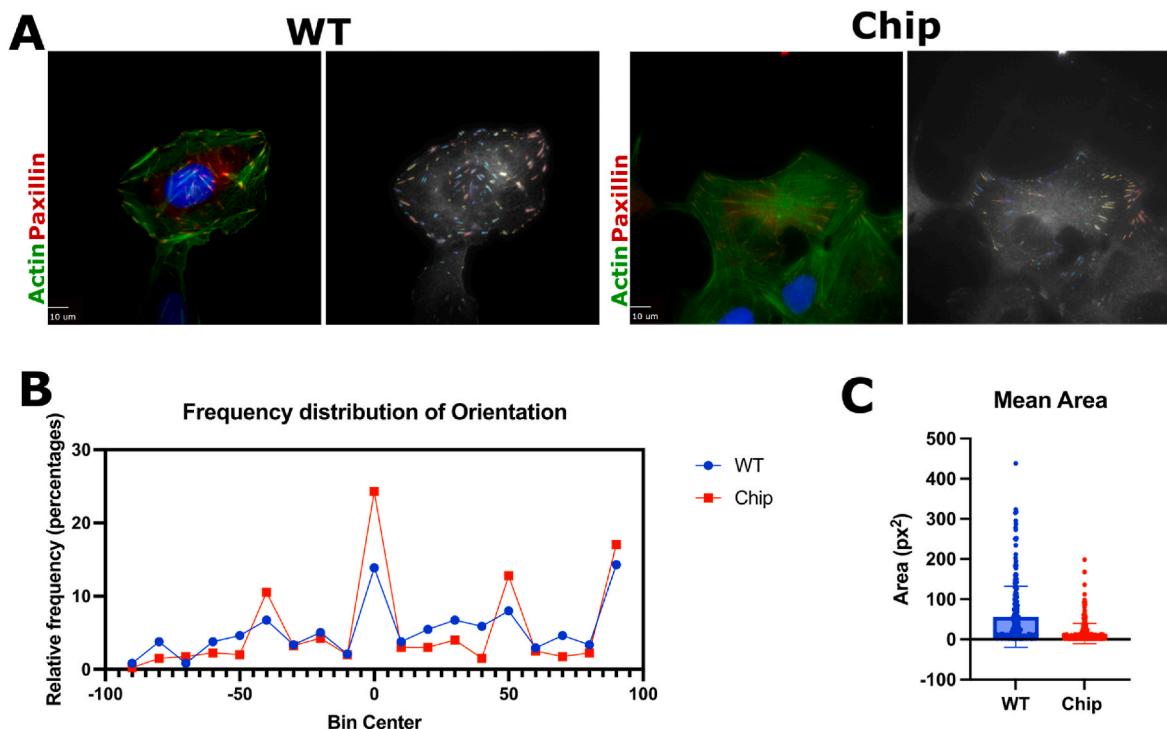 A
WT
Chip
Actin Paxillin
10 um
Actin Paxillin
10 um
B
Frequency distribution of Orientation
Relative frequency (percentages)
30
20
10
0
-100
-50
0
50
100
Bin Center
WT
Chip
C
Mean Area
Area (px²)
500
400
300
200
100
0
-100
WT
Chip